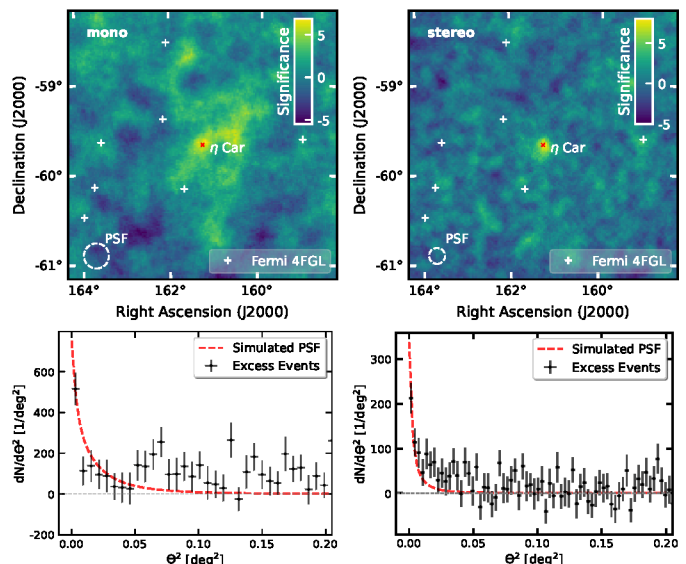 mono
Significance
5
0
-5
η Car
PSF
Fermi 4FGL
-59°
-60°
-61°
Declination (J2000)
164°
162°
160°
Right Ascension (J2000)
stereo
Significance
5
0
-5
η Car
PSF
Fermi 4FGL
-59°
-60°
-61°
Declination (J2000)
164°
162°
160°
Right Ascension (J2000)
Simulated PSF
Excess Events
600
400
200
0
-200
dN/dθ² [1/deg²]
0.00
0.05
0.10
0.15
0.20
Θ² [deg²]
Simulated PSF
Excess Events
300
200
100
0
dN/dθ² [1/deg²]
0.00
0.05
0.10
0.15
0.20
Θ² [deg²]